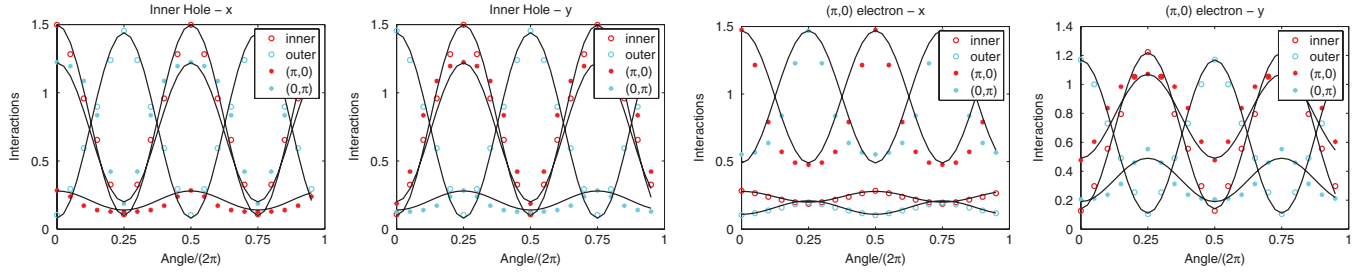 Inner Hole – x
1.5
1
0.5
0
Interactions
0 0.25 0.5 0.75 1
Angle/(2π)
inner
outer
(π,0)
(0,π)
Inner Hole – y
1.5
1
0.5
0
Interactions
0 0.25 0.5 0.75 1
Angle/(2π)
inner
outer
(π,0)
(0,π)
(π,0) electron – x
1.5
1
0.5
0
Interactions
0 0.25 0.5 0.75 1
Angle/(2π)
inner
outer
(π,0)
(0,π)
(π,0) electron – y
1.4
1.2
1
0.8
0.6
0.4
0.2
0
Interactions
0 0.25 0.5 0.75 1
Angle/(2π)
inner
outer
(π,0)
(0,π)